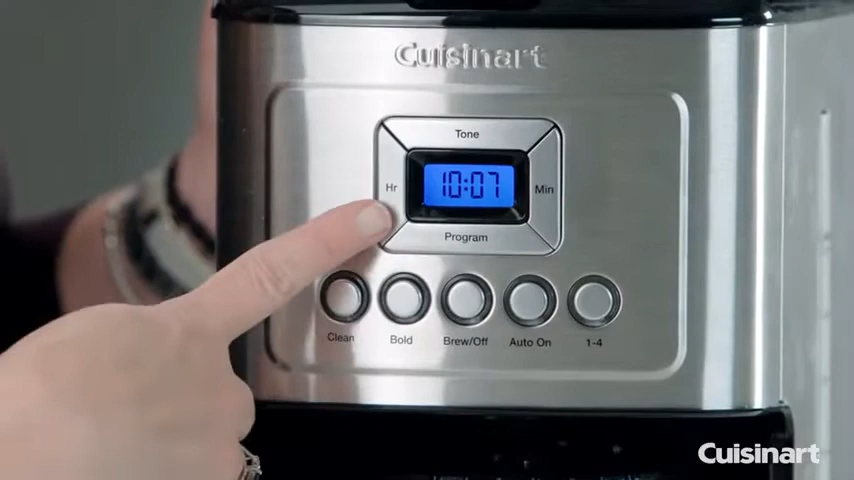 Cuisinart
Tone
Hr
10:07
Min
Program
Clean
Bold
Brew/Off
Auto On
1-4
Cuisinart